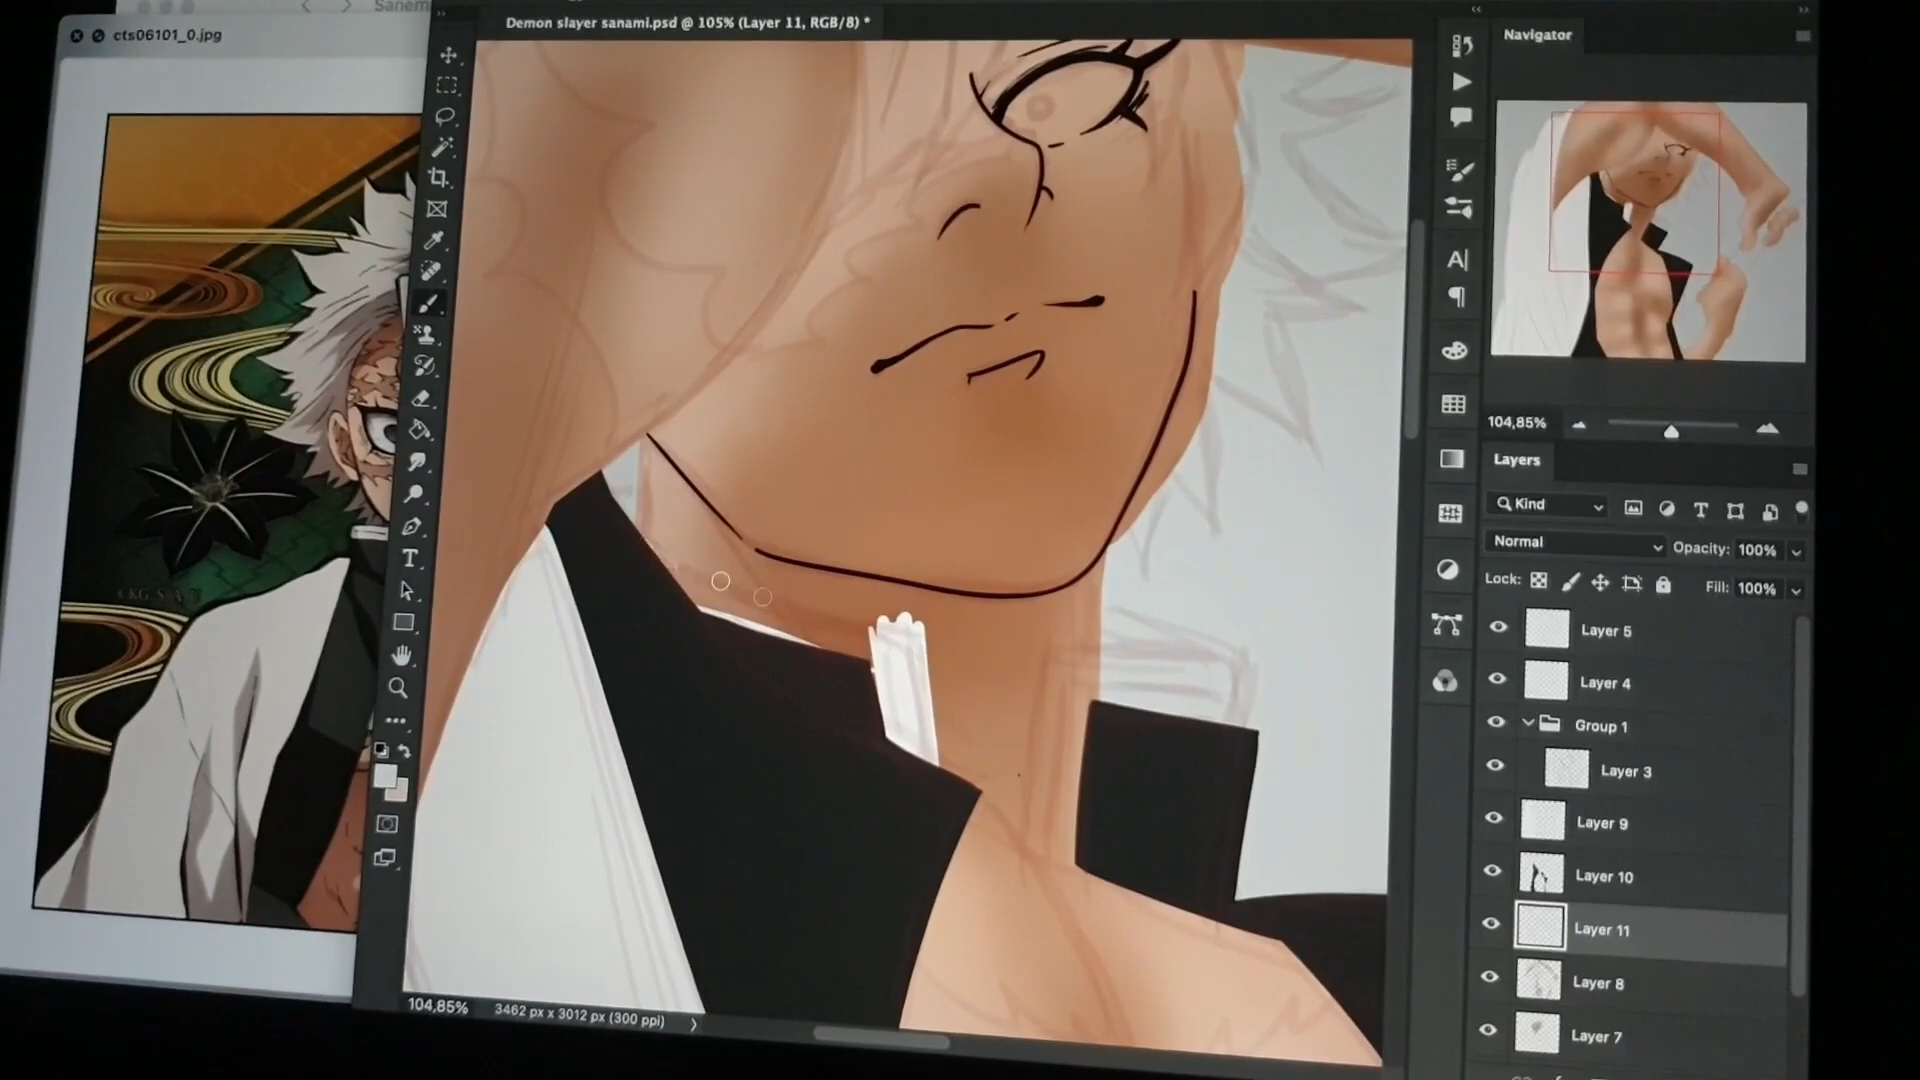 Sanem
cts06101_0.jpg
Demon slayer sanami.psd @ 105% (Layer 11, RGB/8) *
Navigator
104,85%
Layers
Kind
Normal
Opacity: 100%
Lock:
Fill: 100%
Layer 5
Layer 4
Group 1
Layer 3
Layer 9
Layer 10
Layer 11
Layer 8
Layer 7
104,85%
3462 px x 3012 px (300 ppi)